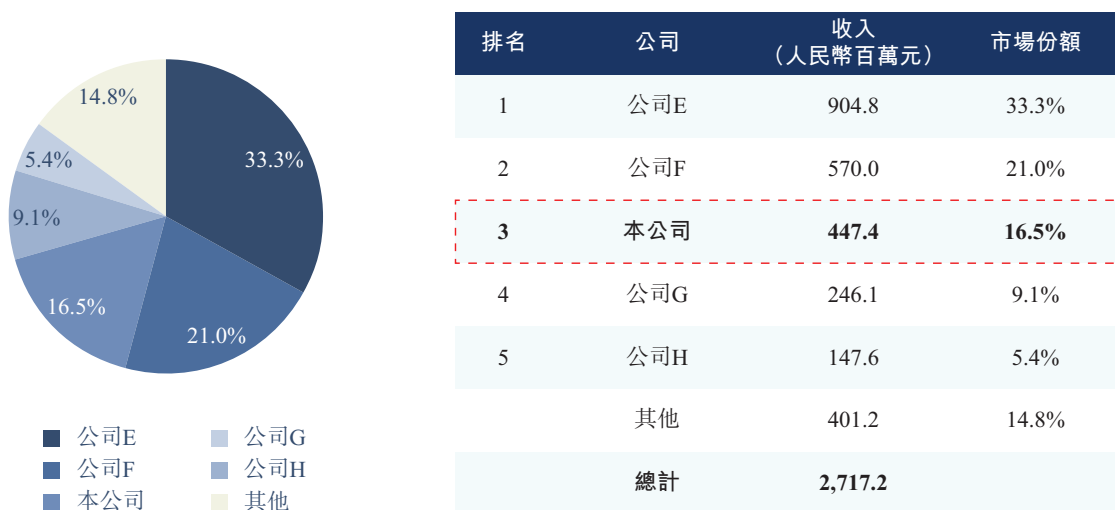 33.3%
21.0%
16.5%
9.1%
5.4%
14.8%
公司E
公司G
公司F
公司H
本公司
其他
排名 公司 收入（人民幣百萬元） 市場份額
1 公司E 904.8 33.3%
2 公司F 570.0 21.0%
3 本公司 447.4 16.5%
4 公司G 246.1 9.1%
5 公司H 147.6 5.4%
其他 401.2 14.8%
總計 2,717.2